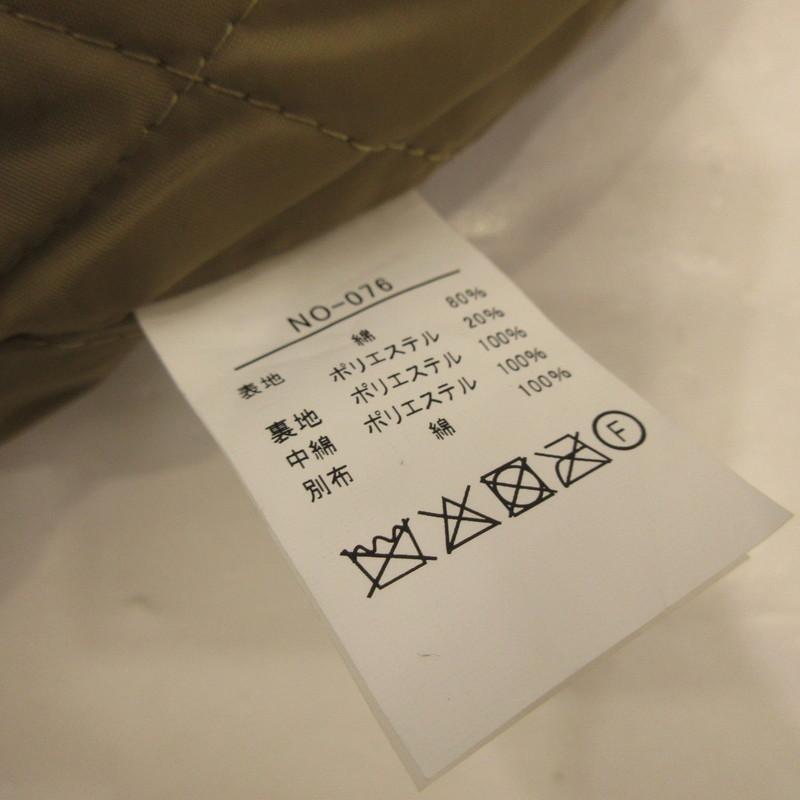 NO-076
表地 綿 80%
ポリエステル 20%
裏地 ポリエステル 100%
中綿 ポリエステル 100%
別布 綿 100%
F